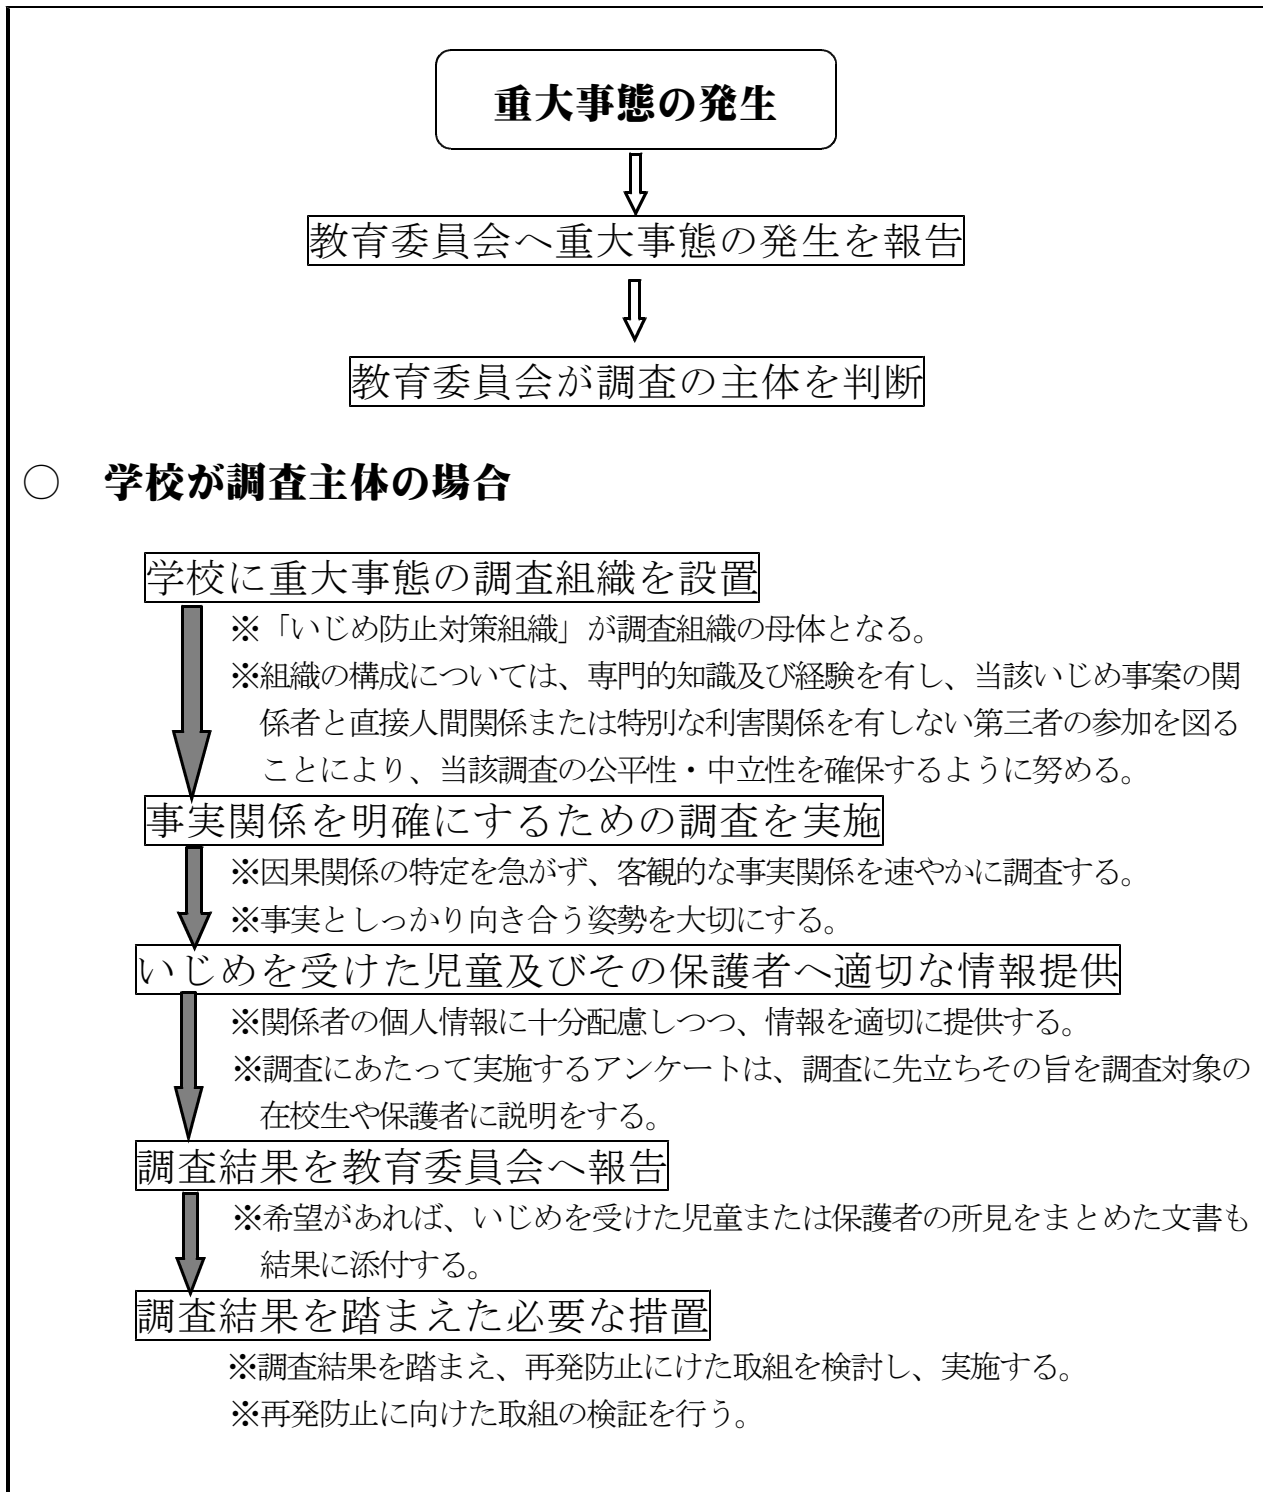 重大事態の発生
教育委員会へ重大事態の発生を報告
教育委員会が調査の主体を判断
○　学校が調査主体の場合
学校に重大事態の調査組織を設置
※「いじめ防止対策組織」が調査組織の母体となる。
※組織の構成については、専門的知識及び経験を有し、当該いじめ事案の関
係者と直接人間関係または特別な利害関係を有しない第三者の参加を図る
ことにより、当該調査の公平性・中立性を確保するように努める。
事実関係を明確にするための調査を実施
※因果関係の特定を急がず、客観的な事実関係を速やかに調査する。
※事実としっかり向き合う姿勢を大切にする。
いじめを受けた児童及びその保護者へ適切な情報提供
※関係者の個人情報に十分配慮しつつ、情報を適切に提供する。
※調査にあたって実施するアンケートは、調査に先立ちその旨を調査対象の
在校生や保護者に説明をする。
調査結果を教育委員会へ報告
※希望があれば、いじめを受けた児童または保護者の所見をまとめた文書も
結果に添付する。
調査結果を踏まえた必要な措置
※調査結果を踏まえ、再発防止にけた取組を検討し、実施する。
※再発防止に向けた取組の検証を行う。